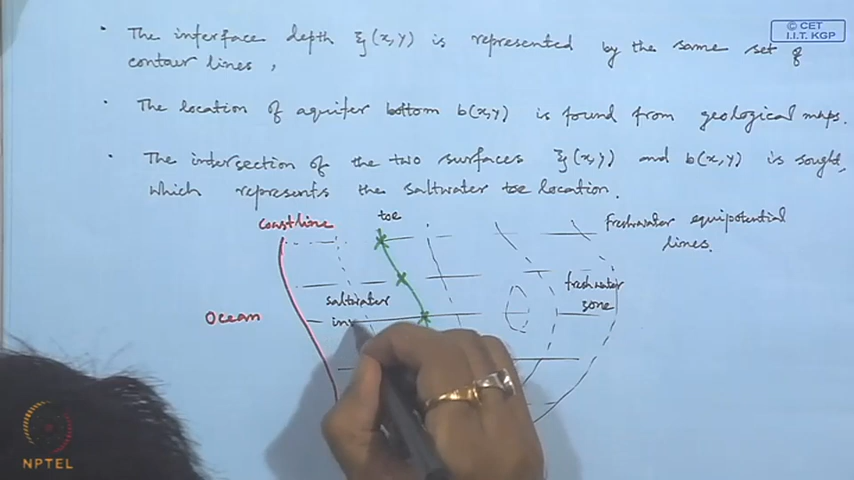 © CET
I.I.T. KGP
• The interface depth ξ(x,y) is represented by the same set of
contour lines,
• The location of aquifer bottom b(x,y) is found from geological maps.
• The intersection of the two surfaces ξ(x,y) and b(x,y) is sought,
which represents the saltwater toe location.
coastline
toe
freshwater equipotential
lines.
Ocean
saltwater
freshwater
zone
NPTEL